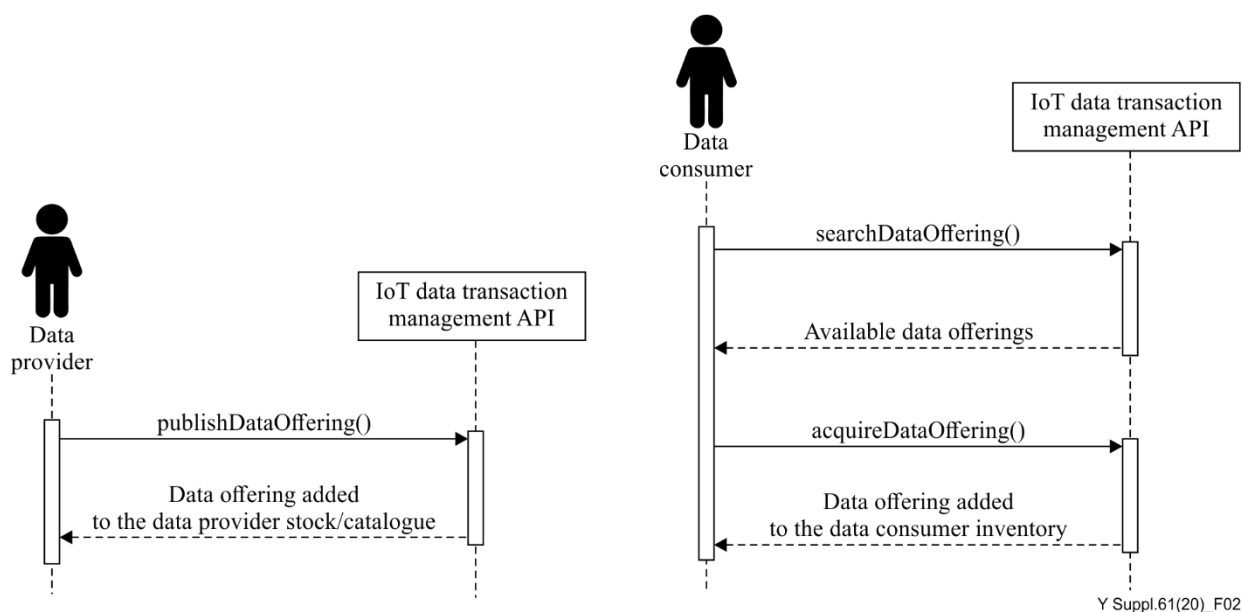 Data
provider
IoT data transaction
management API
publishDataOffering()
Data offering added
to the data provider stock/catalogue
Data
consumer
IoT data transaction
management API
searchDataOffering()
Available data offerings
acquireDataOffering()
Data offering added
to the data consumer inventory
Y Suppl.61(20)_F02